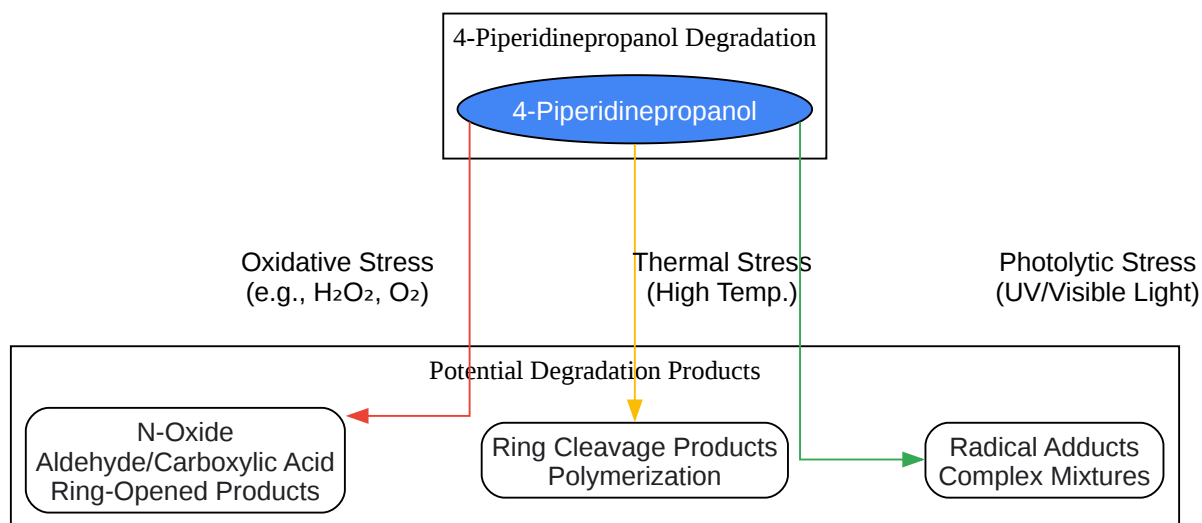 4-Piperidinepropanol Degradation
4-Piperidinepropanol
Oxidative Stress
(e.g., H₂O₂, O₂)
Thermal Stress
(High Temp.)
Photolytic Stress
(UV/Visible Light)
Potential Degradation Products
N-Oxide
Aldehyde/Carboxylic Acid
Ring-Opened Products
Ring Cleavage Products
Polymerization
Radical Adducts
Complex Mixtures